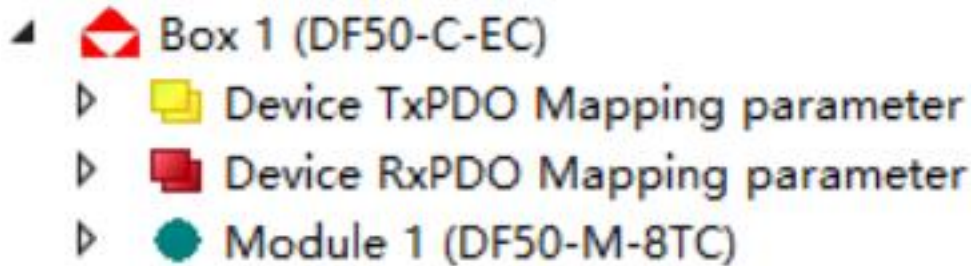 Box 1 (DF50-C-EC)
Device TxPDO Mapping parameter
Device RxPDO Mapping parameter
Module 1 (DF50-M-8TC)